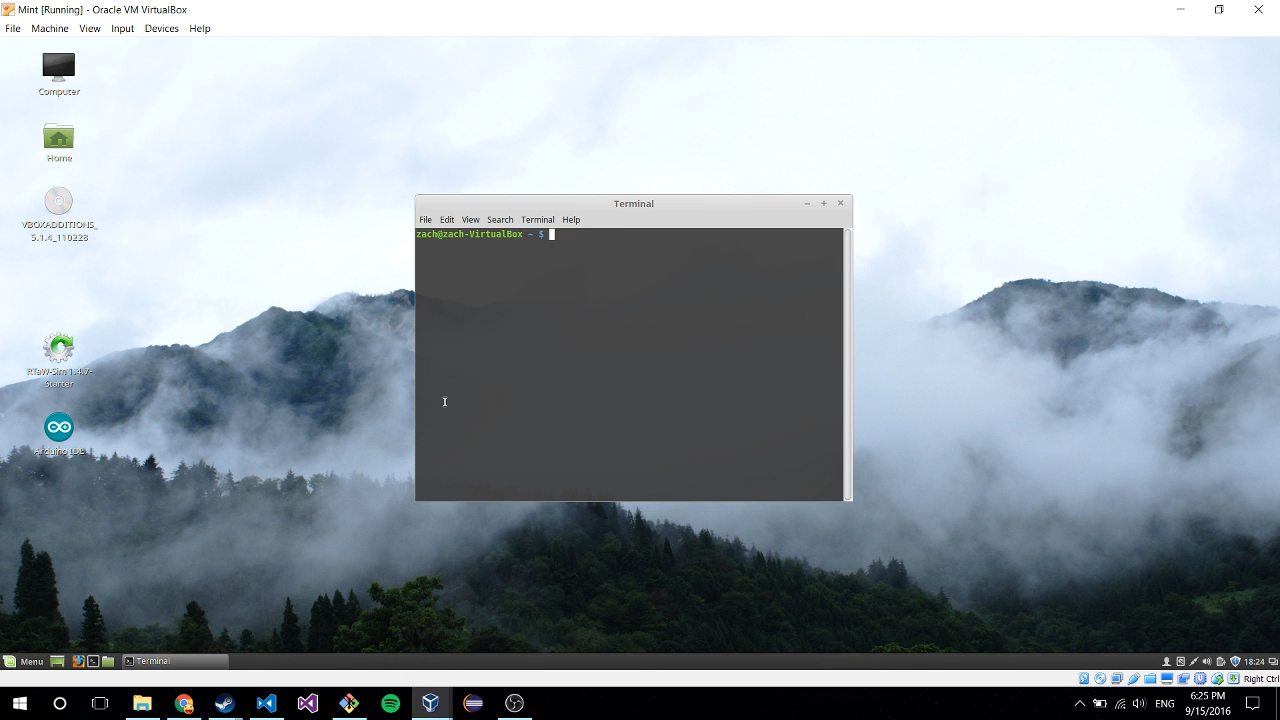 Mint [Running] - Oracle VM VirtualBox
File Machine View Input Devices Help
Computer
Home
VBOXADDITIONS_
5.1.4_110228
RTaW-Sim 1.4.7-
Starter
Arduino IDE
Terminal
File Edit View Search Terminal Help
zach@zach-VirtualBox ~ $
Menu
Terminal
18:24
Right Ctrl
ENG
6:25 PM
9/15/2016